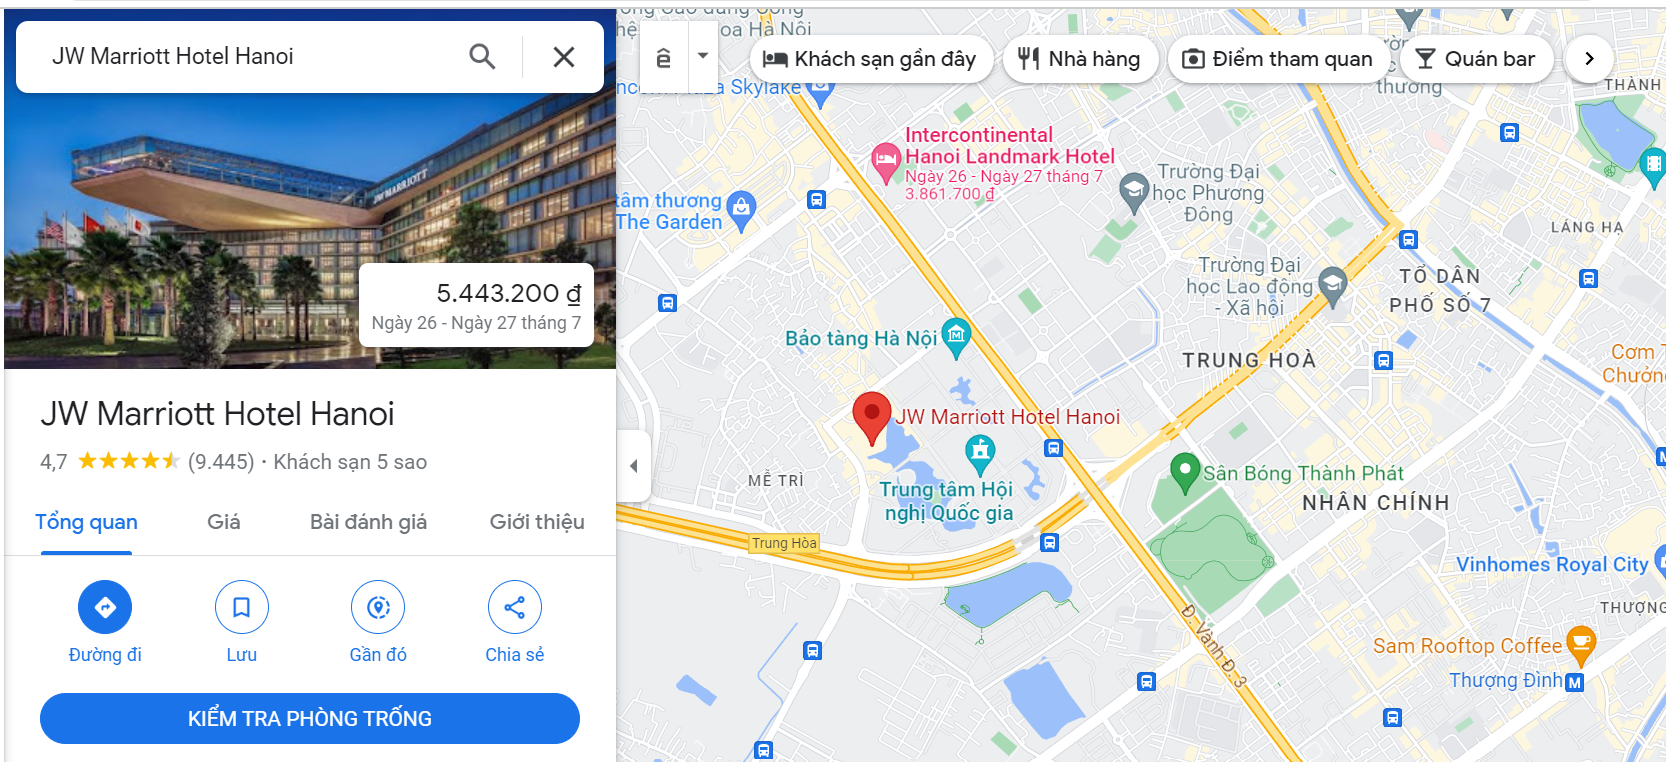 JW Marriott Hotel Hanoi
JW MARRIOTT
5.443.200 ₫
Ngày 26 - Ngày 27 tháng 7
JW Marriott Hotel Hanoi
4,7 (9.445) · Khách sạn 5 sao
Tổng quan
Giá
Bài đánh giá
Giới thiệu
Đường đi
Lưu
Gần đó
Chia sẻ
KIỂM TRA PHÒNG TRỐNG
ê
Khách sạn gần đây
Nhà hàng
Điểm tham quan
Quán bar
oa Hà Nội
Skylake
thương
THÀNH
Intercontinental
Hanoi Landmark Hotel
Ngày 26 - Ngày 27 tháng 7
3.861.700 ₫
Trường Đại
học Phương
Đông
tâm thương
The Garden
LÁNG HẠ
Trường Đại
học Lao động
- Xã hội
TỔ DÂN
PHỐ SỐ 7
Bảo tàng Hà Nội
TRUNG HOÀ
Cơm T
Chưởn
JW Marriott Hotel Hanoi
MỄ TRÌ
Trung tâm Hội
nghị Quốc gia
Sân Bóng Thành Phát
NHÂN CHÍNH
Trung Hòa
Vinhomes Royal City
THƯỢNG
Đ. Vành Đ. 3
Sam Rooftop Coffee
Thượng Đình
M